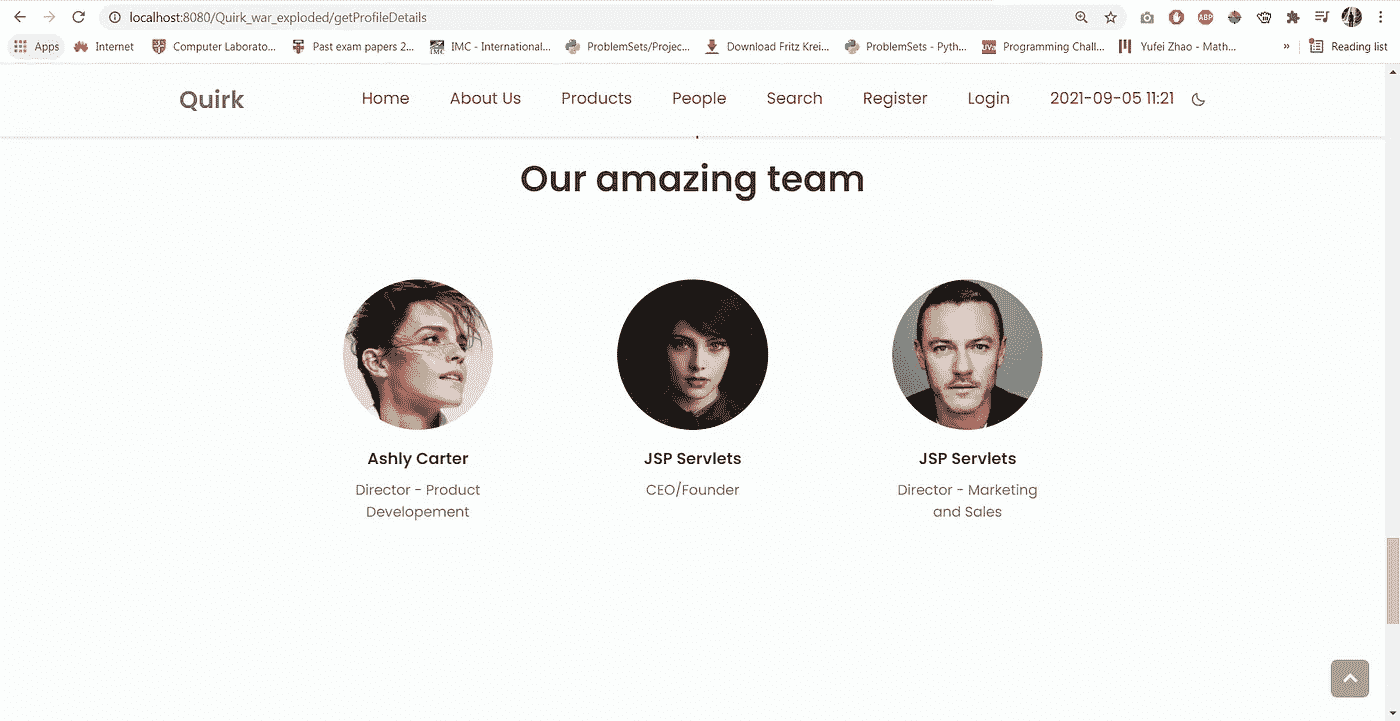 localhost:8080/Quirk_war_exploded/getProfileDetails
Apps Internet Computer Laborato... Past exam papers 2... IMC - International... ProblemSets/Projec... Download Fritz Krei... ProblemSets - Pyth... Programming Chall... Yufei Zhao - Math... » Reading list
Quirk Home About Us Products People Search Register Login 2021-09-05 11:21
Our amazing team
Ashly Carter JSP Servlets JSP Servlets
Director - Product CEO/Founder Director - Marketing
Developement and Sales